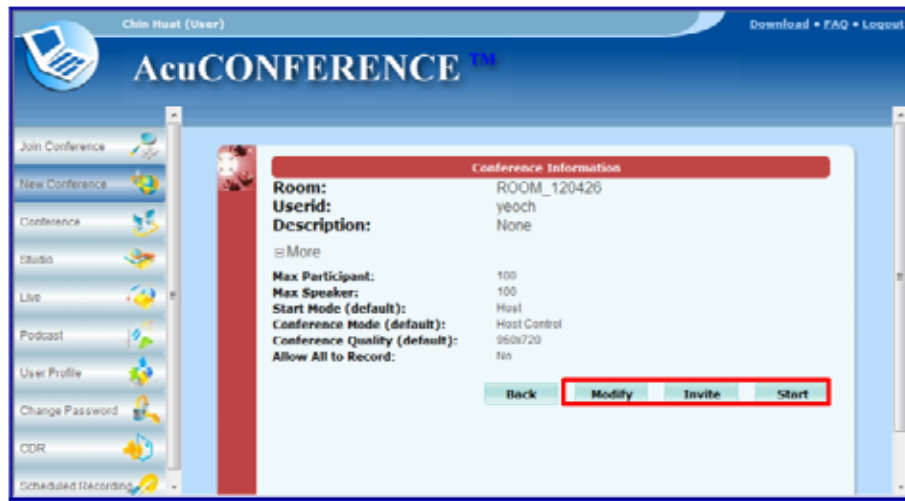 Chin Huat (User)
Download • FAQ • Logout
AcuCONFERENCE ™
Join Conference
New Conference
Conference
Studio
Live
Podcast
User Profile
Change Password
CDR
Scheduled Recording
Conference Information
Room: ROOM_120426
Userid: yeoch
Description: None
More
Max Participant: 100
Max Speaker: 100
Start Mode (default): Host
Conference Mode (default): Host Control
Conference Quality (default): 960x720
Allow All to Record: No
Back Modify Invite Start